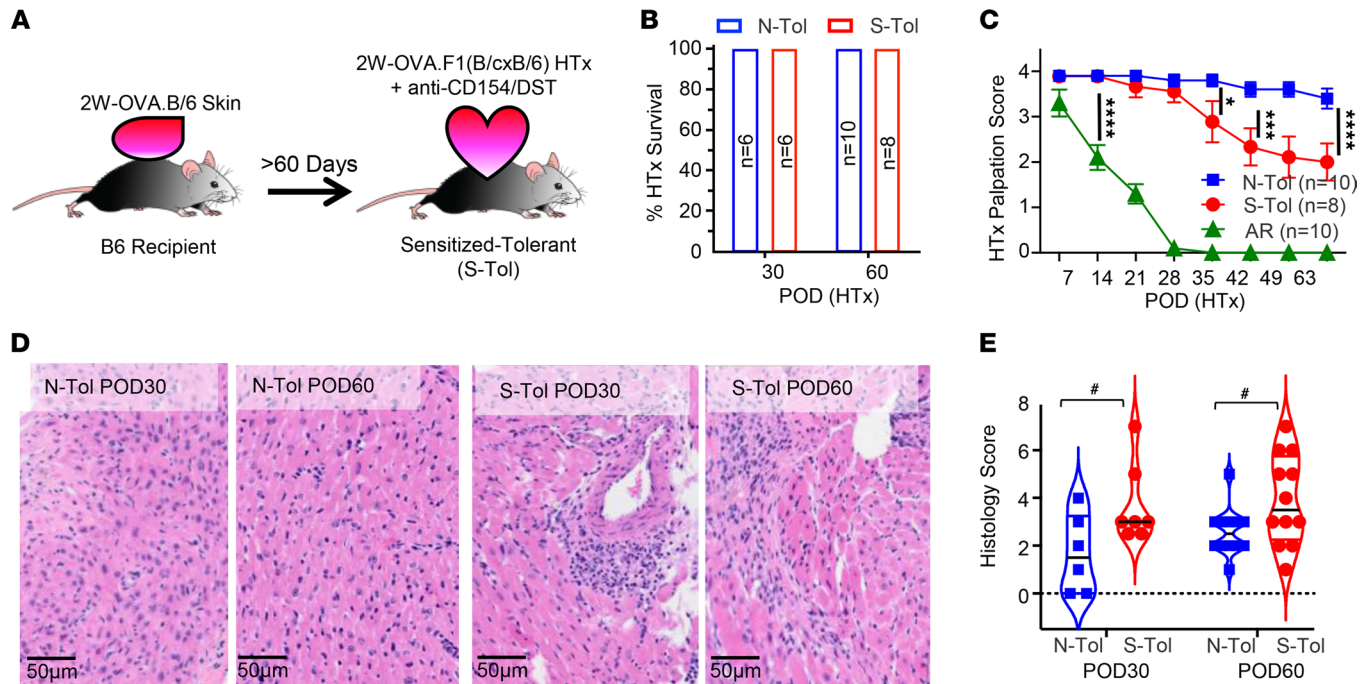 A
2W-OVA.B/6 Skin
B6 Recipient
>60 Days
2W-OVA.F1(B/cxB/6) HTx
+ anti-CD154/DST
Sensitized-Tolerant
(S-Tol)
B
N-Tol S-Tol
% HTx Survival
100
80
60
40
20
0
n=6
n=6
n=10
n=8
30 60
POD (HTx)
C
HTx Palpation Score
4
2
0
****
*
***
****
N-Tol (n=10)
S-Tol (n=8)
AR (n=10)
7 14 21 28 35 42 49 63
POD (HTx)
D
N-Tol POD30
50µm
N-Tol POD60
50µm
S-Tol POD30
50µm
S-Tol POD60
50µm
E
Histology Score
8
6
4
2
0
#
#
N-Tol S-Tol N-Tol S-Tol
POD30 POD60